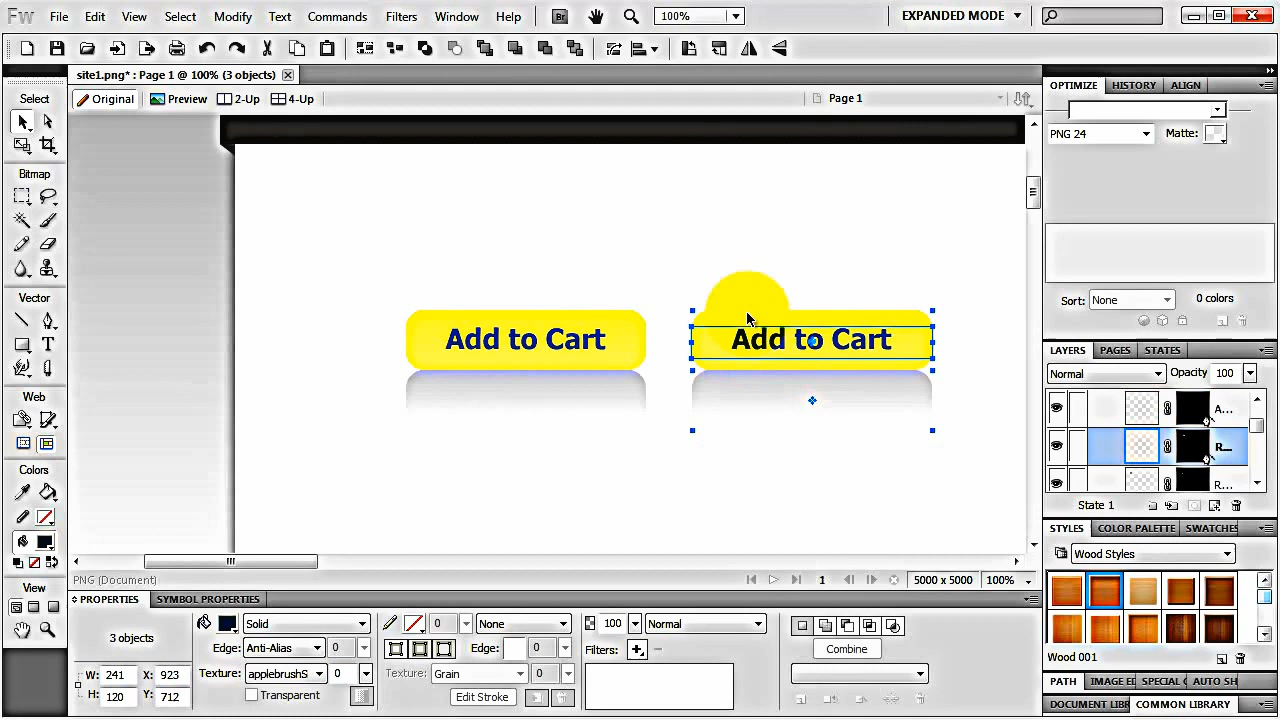 Fw File Edit View Select Modify Text Commands Filters Window Help Br 100% EXPANDED MODE
site1.png* : Page 1 @ 100% (3 objects)
OPTIMIZE HISTORY ALIGN
Select
Original Preview 2-Up 4-Up Page 1
PNG 24 Matte:
Bitmap
Sort: None 0 colors
Vector
Add to Cart Add to Cart
LAYERS PAGES STATES
Normal Opacity 100
Web
A...
R...
R...
Colors
State 1
STYLES COLOR PALETTE SWATCHES
Wood Styles
PNG (Document) 1 5000 x 5000 100%
View
PROPERTIES SYMBOL PROPERTIES
3 objects
Solid 0 None 100 Normal
Edge: Anti-Alias 0 Edge: 0 Filters:
Combine
Texture: applebrushS 0 Texture: Grain 0
Transparent Edit Stroke
W: 241 X: 923
H: 120 Y: 712
Wood 001
PATH IMAGE E SPECIAL AUTO SH
DOCUMENT LIB COMMON LIBRARY